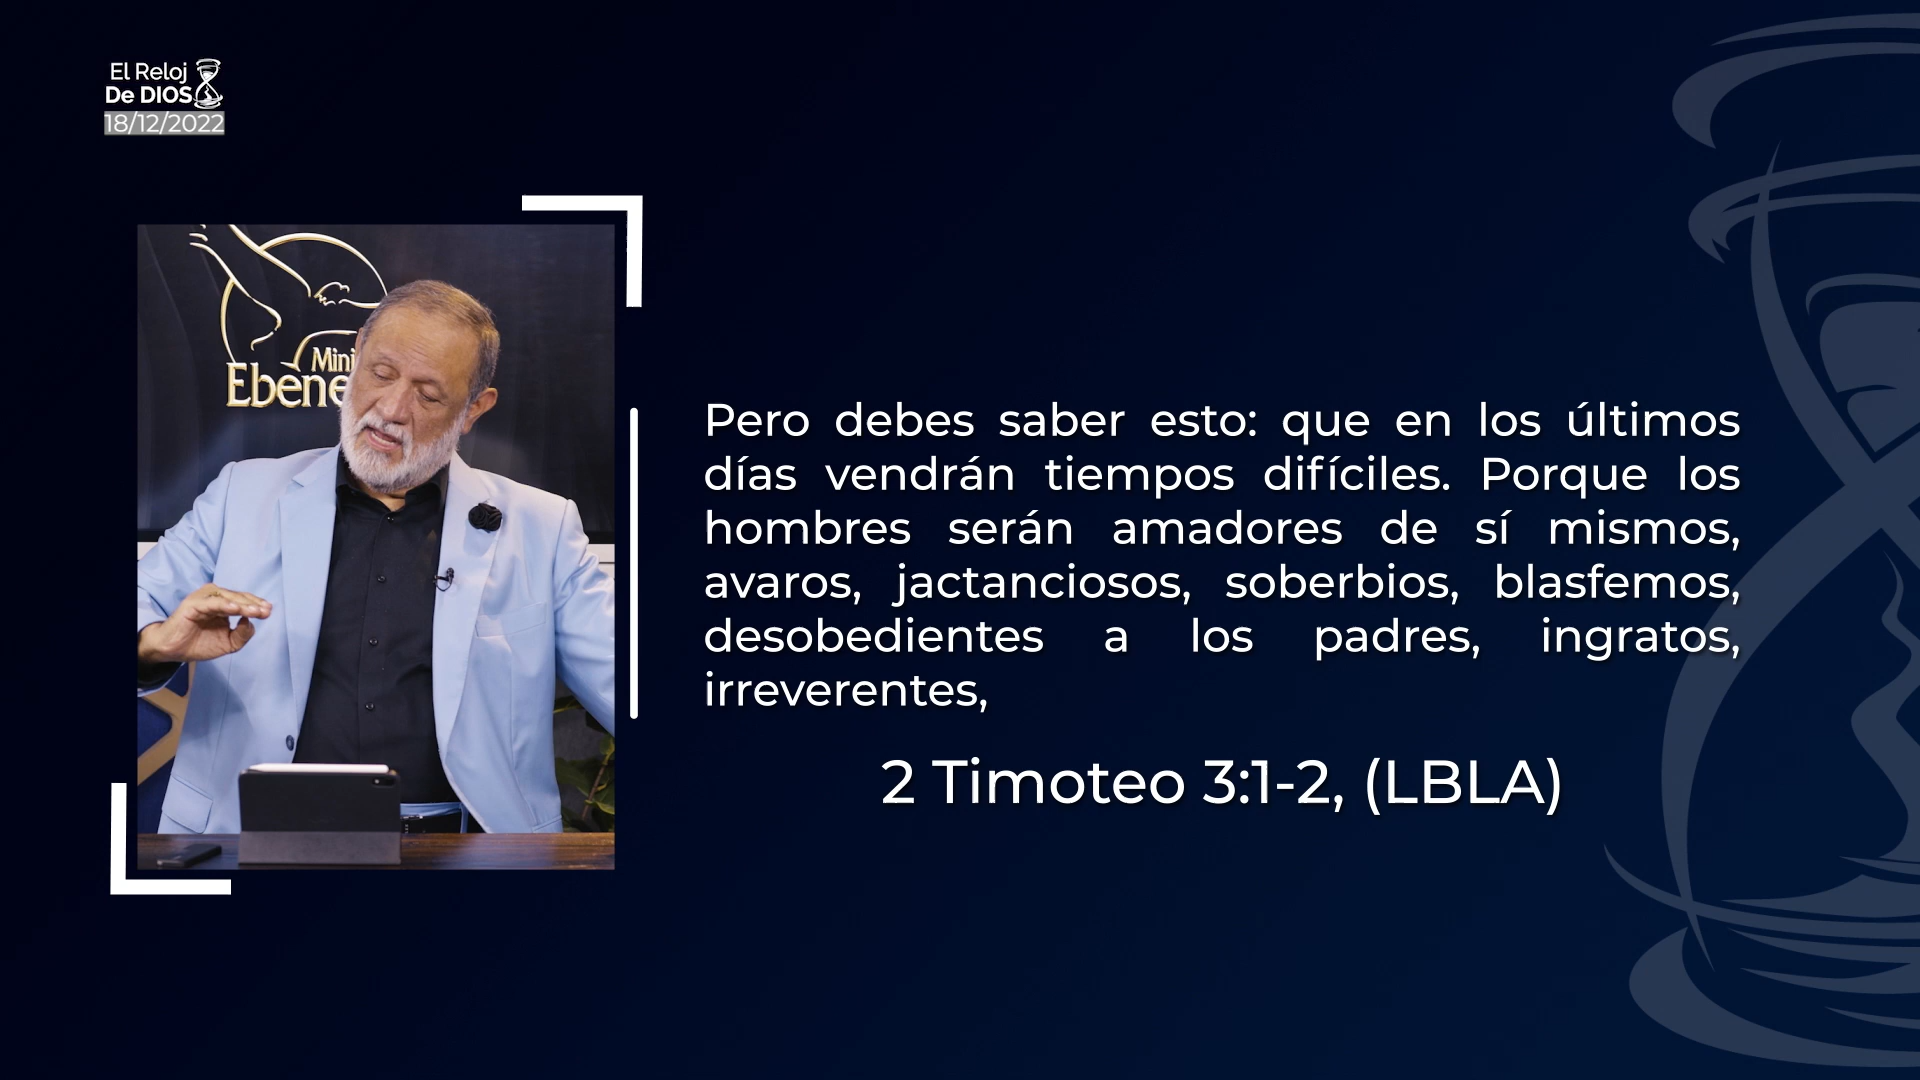 El Reloj
De DIOS
18/12/2022
Mini
Ebene
Pero debes saber esto: que en los últimos
días vendrán tiempos difíciles. Porque los
hombres serán amadores de sí mismos,
avaros, jactanciosos, soberbios, blasfemos,
desobedientes a los padres, ingratos,
irreverentes,
2 Timoteo 3:1-2, (LBLA)